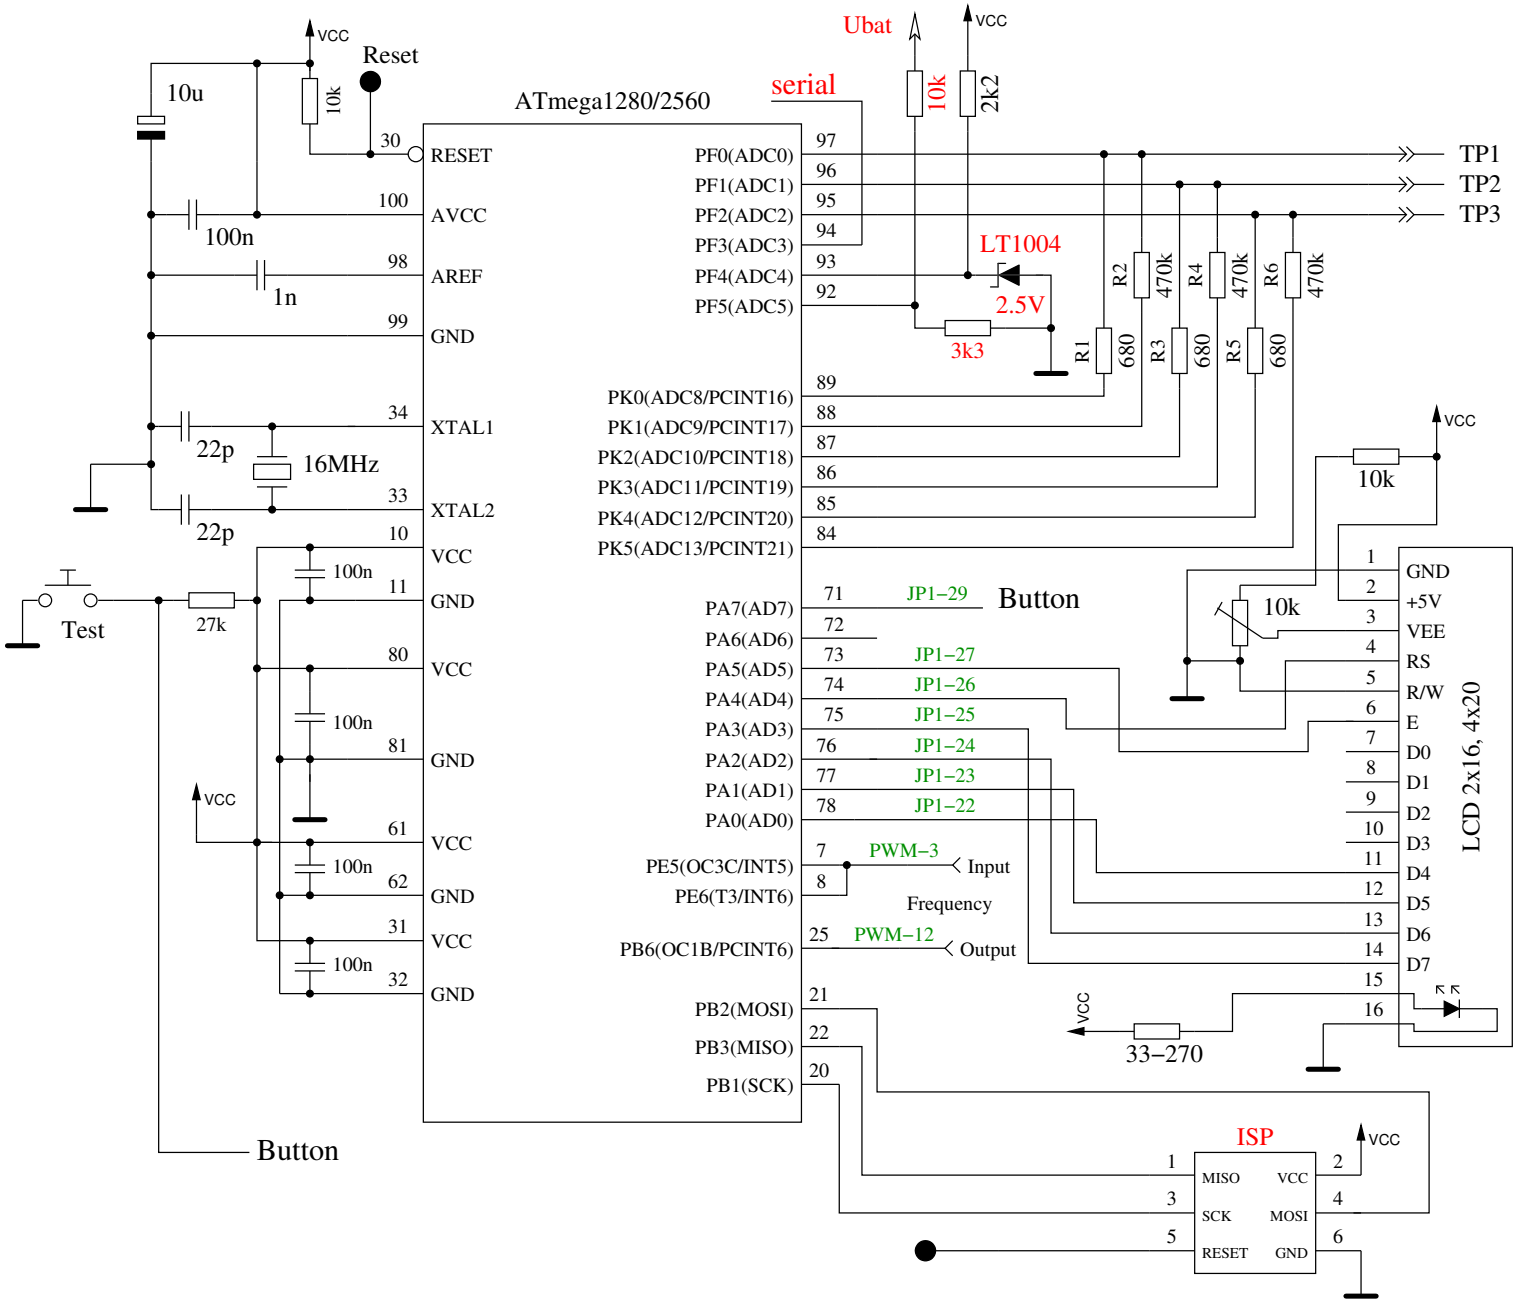 Ubat
VCC
VCC
Reset
10u
10k
serial
10k
2k2
ATmega1280/2560
30
RESET
PF0(ADC0)
97
TP1
PF1(ADC1)
96
TP2
100
AVCC
PF2(ADC2)
95
TP3
100n
PF3(ADC3)
94
LT1004
98
AREF
PF4(ADC4)
93
1n
2.5V
R2
470k
R4
470k
R6
470k
PF5(ADC5)
92
99
GND
3k3
R1
680
R3
680
R5
680
PK0(ADC8/PCINT16)
89
34
XTAL1
PK1(ADC9/PCINT17)
88
VCC
22p
16MHz
PK2(ADC10/PCINT18)
87
10k
PK3(ADC11/PCINT19)
86
33
XTAL2
PK4(ADC12/PCINT20)
85
22p
PK5(ADC13/PCINT21)
84
10
VCC
100n
11
GND
Test
27k
80
VCC
100n
81
GND
VCC
61
VCC
100n
62
GND
31
VCC
100n
32
GND
Button
PA7(AD7)
71
JP1-29
Button
PA6(AD6)
72
PA5(AD5)
73
JP1-27
PA4(AD4)
74
JP1-26
PA3(AD3)
75
JP1-25
PA2(AD2)
76
JP1-24
PA1(AD1)
77
JP1-23
PA0(AD0)
78
JP1-22
PE5(OC3C/INT5)
7
PWM-3
Input
PE6(T3/INT6)
8
Frequency
PB6(OC1B/PCINT6)
25
PWM-12
Output
PB2(MOSI)
21
PB3(MISO)
22
PB1(SCK)
20
10k
1
GND
2
+5V
3
VEE
4
RS
5
R/W
6
E
7
D0
8
D1
9
D2
10
D3
11
D4
12
D5
13
D6
14
D7
15
16
LCD 2x16, 4x20
VCC
33-270
ISP
1
MISO
VCC
2
VCC
3
SCK
MOSI
4
5
RESET
GND
6